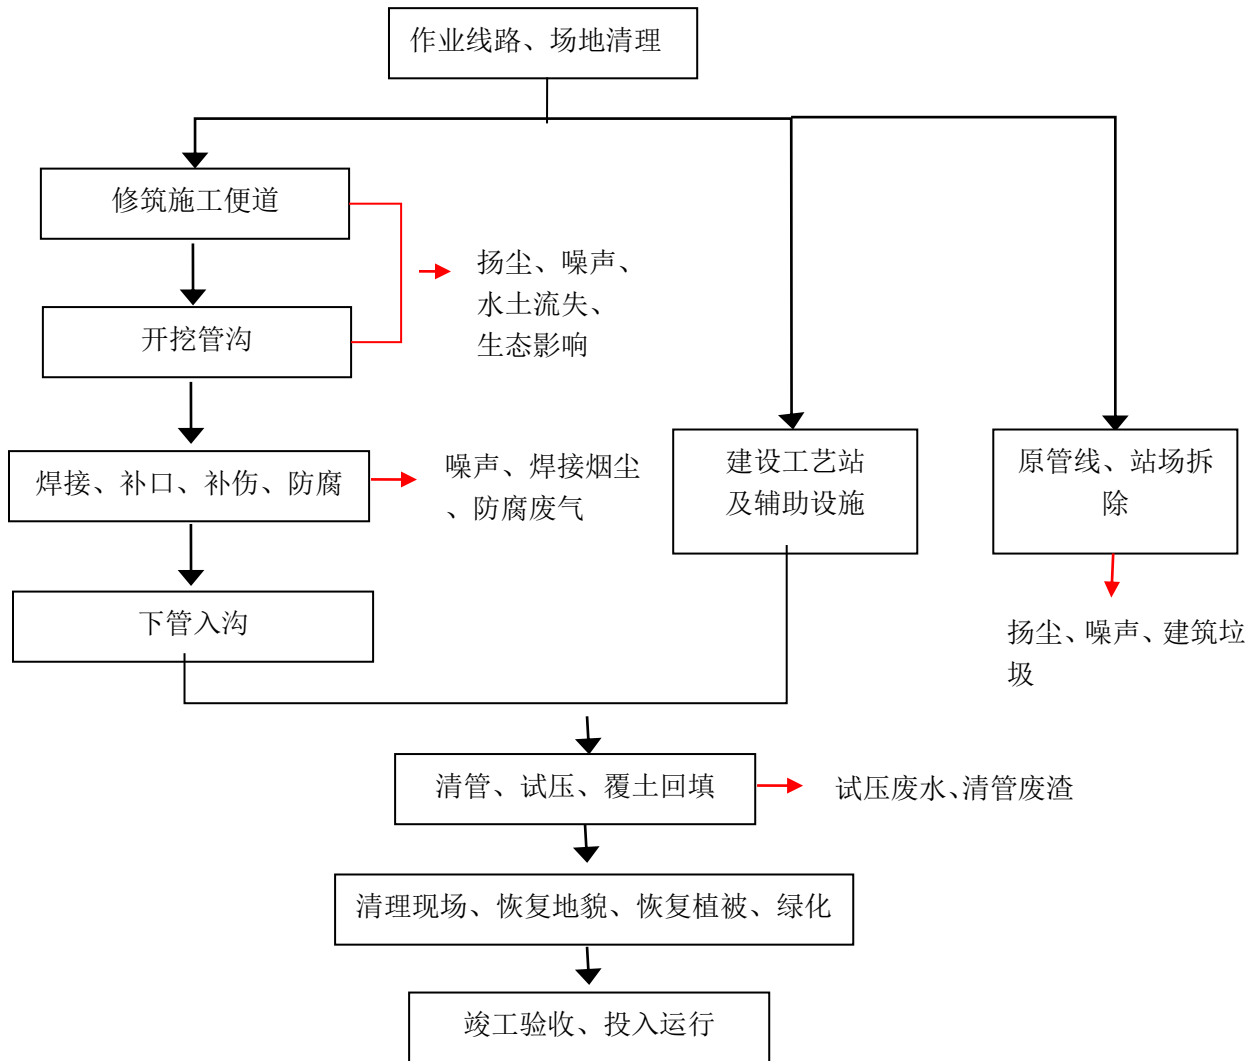 作业线路、场地清理
修筑施工便道
扬尘、噪声、
水土流失、
生态影响
开挖管沟
焊接、补口、补伤、防腐
噪声、焊接烟尘
、防腐废气
建设工艺站
及辅助设施
原管线、站场拆
除
下管入沟
扬尘、噪声、建筑垃
圾
清管、试压、覆土回填
试压废水、清管废渣
清理现场、恢复地貌、恢复植被、绿化
竣工验收、投入运行